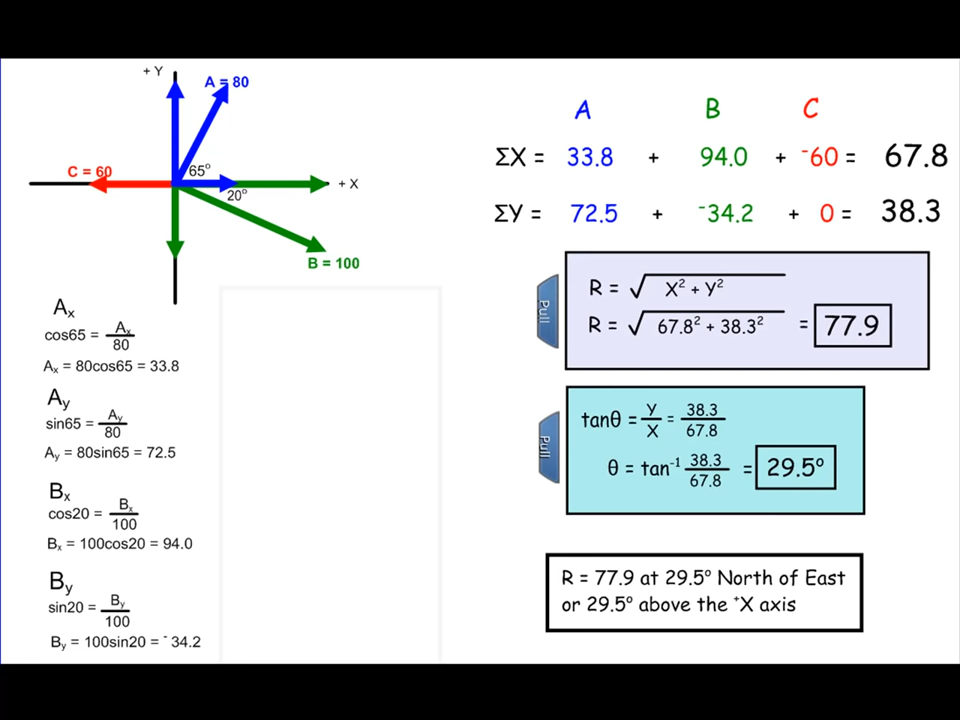 + Y
A = 80
C = 60
65°
+ X
20°
B = 100
Aₓ
cos65 = Aₓ/80
Aₓ = 80cos65 = 33.8
Aᵧ
sin65 = Aᵧ/80
Aᵧ = 80sin65 = 72.5
Bₓ
cos20 = Bₓ/100
Bₓ = 100cos20 = 94.0
Bᵧ
sin20 = Bᵧ/100
Bᵧ = 100sin20 = ⁻34.2
A B C
ΣX = 33.8 + 94.0 + ⁻60 = 67.8
ΣY = 72.5 + ⁻34.2 + 0 = 38.3
Pull
R = √X² + Y²
R = √67.8² + 38.3² = 77.9
Pull
tanθ = Y/X = 38.3/67.8
θ = tan⁻¹ 38.3/67.8 = 29.5°
R = 77.9 at 29.5° North of East
or 29.5° above the ⁺X axis